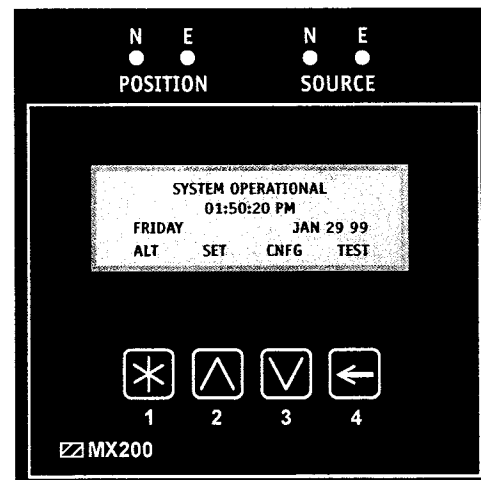 N E N E
POSITION SOURCE
SYSTEM OPERATIONAL
01:50:20 PM
FRIDAY JAN 29 99
ALT SET CNFG TEST
1 2 3 4
MX200